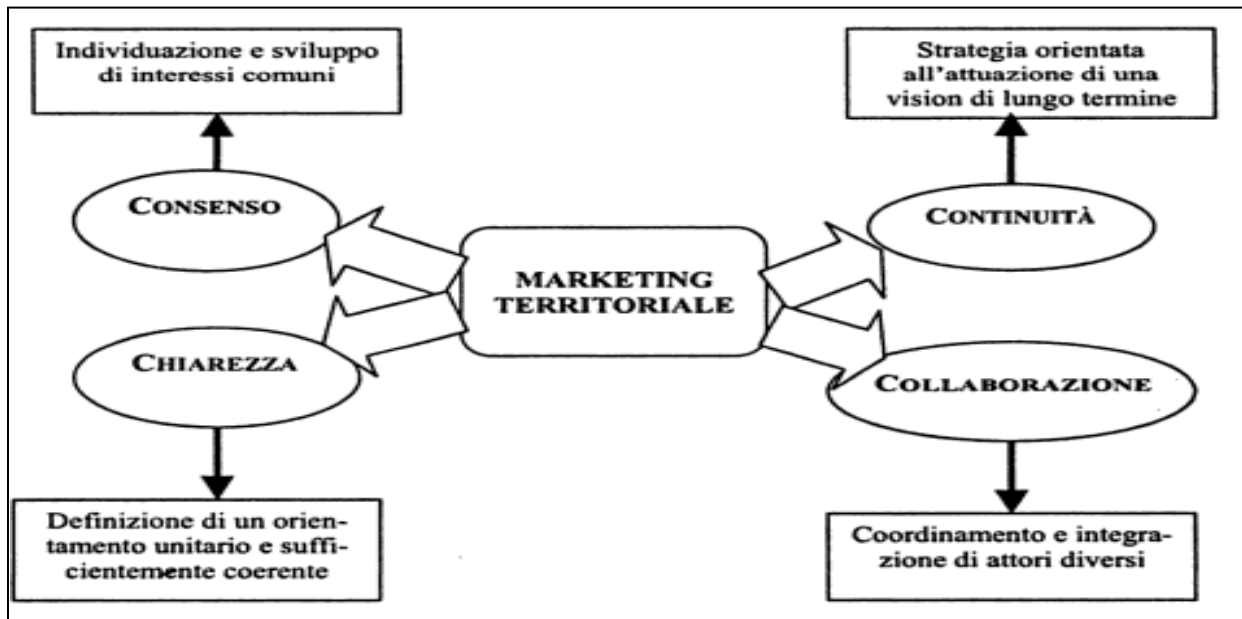 Individuazione e sviluppo
di interessi comuni
Strategia orientata
all'attuazione di una
vision di lungo termine
CONSENSO
CONTINUITÀ
MARKETING
TERRITORIALE
CHIAREZZA
COLLABORAZIONE
Definizione di un orien-
tamento unitario e suffi-
cientemente coerente
Coordinamento e integra-
zione di attori diversi